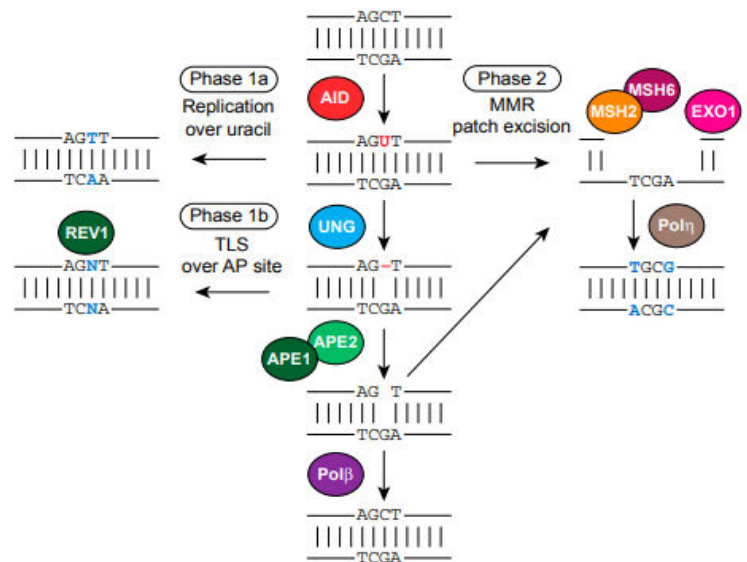 AGCT
TCGA
Phase 1a
Replication
over uracil
AID
Phase 2
MMR
patch excision
MSH6
MSH2
EXO1
AGTT
TCAA
AGUT
TCGA
TCGA
REV1
Phase 1b
TLS
over AP site
UNG
Polη
AGNT
TCNA
AG-T
TCGA
TGCG
ACGC
APE2
APE1
AG T
TCGA
Polβ
AGCT
TCGA